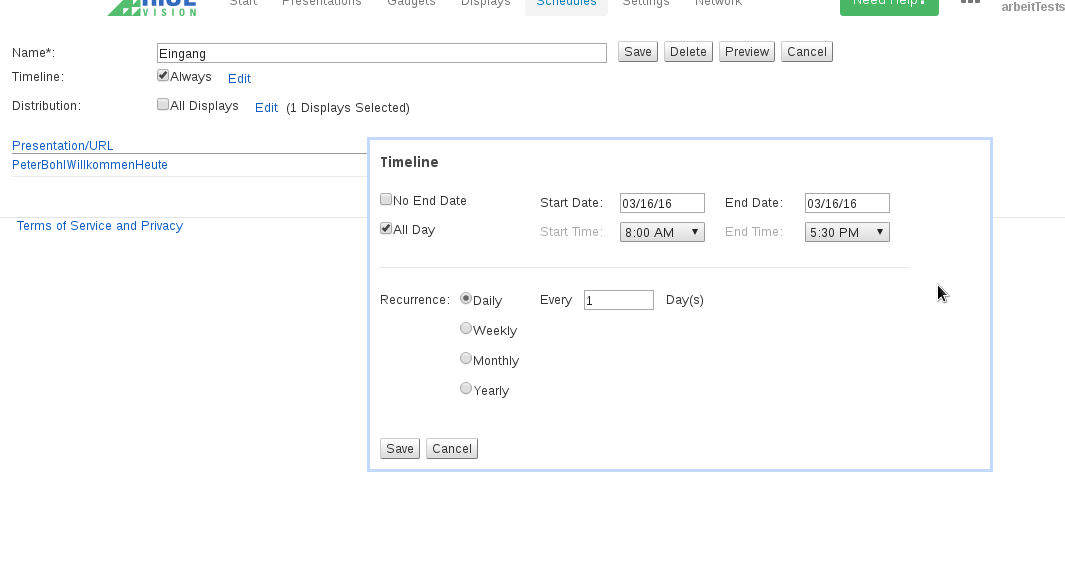 RISE VISION Start Presentations Gadgets Displays Schedules Settings Network Need Help? arbeitTests
Name*: Eingang Save Delete Preview Cancel
Timeline: Always Edit
Distribution: All Displays Edit (1 Displays Selected)
Presentation/URL
PeterBohlWillkommenHeute
Terms of Service and Privacy
Timeline
No End Date Start Date: 03/16/16 End Date: 03/16/16
All Day Start Time: 8:00 AM End Time: 5:30 PM
Recurrence: Daily Every 1 Day(s)
Weekly
Monthly
Yearly
Save Cancel